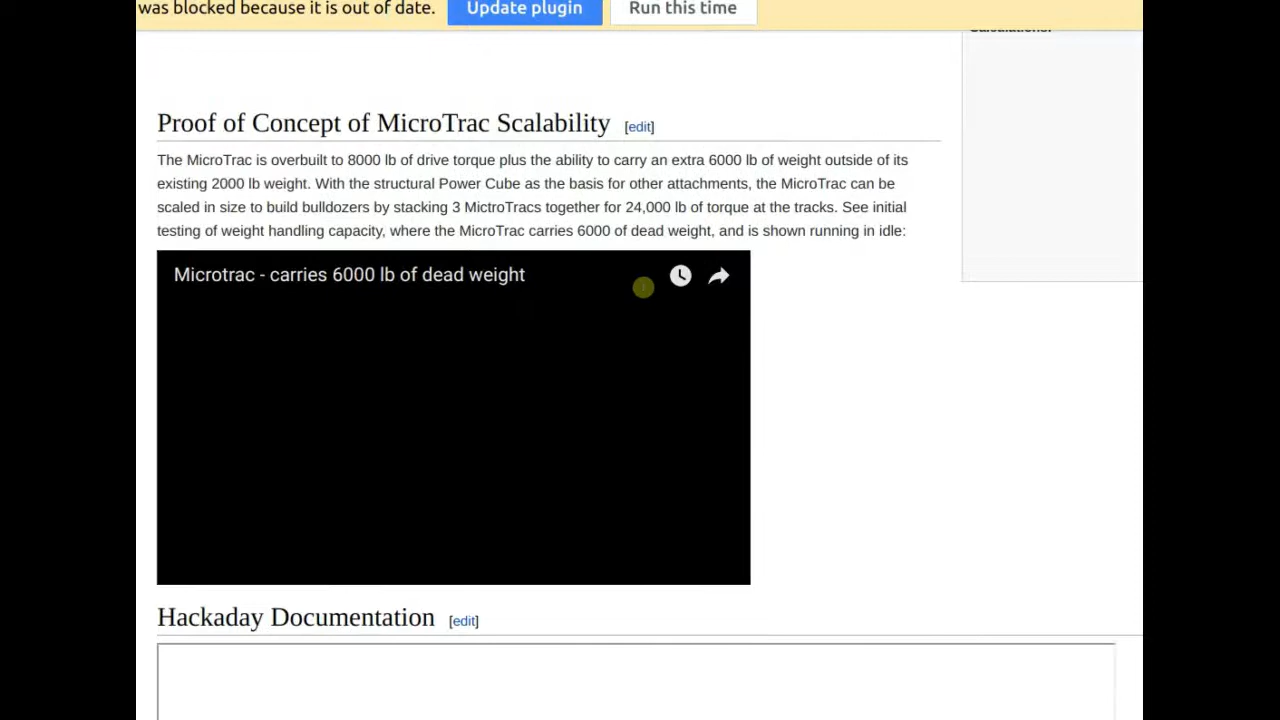 was blocked because it is out of date. Update plugin Run this time
Calculations:
Proof of Concept of MicroTrac Scalability [edit]
The MicroTrac is overbuilt to 8000 lb of drive torque plus the ability to carry an extra 6000 lb of weight outside of its
existing 2000 lb weight. With the structural Power Cube as the basis for other attachments, the MicroTrac can be
scaled in size to build bulldozers by stacking 3 MictroTracs together for 24,000 lb of torque at the tracks. See initial
testing of weight handling capacity, where the MicroTrac carries 6000 of dead weight, and is shown running in idle:
Microtrac - carries 6000 lb of dead weight
Hackaday Documentation [edit]